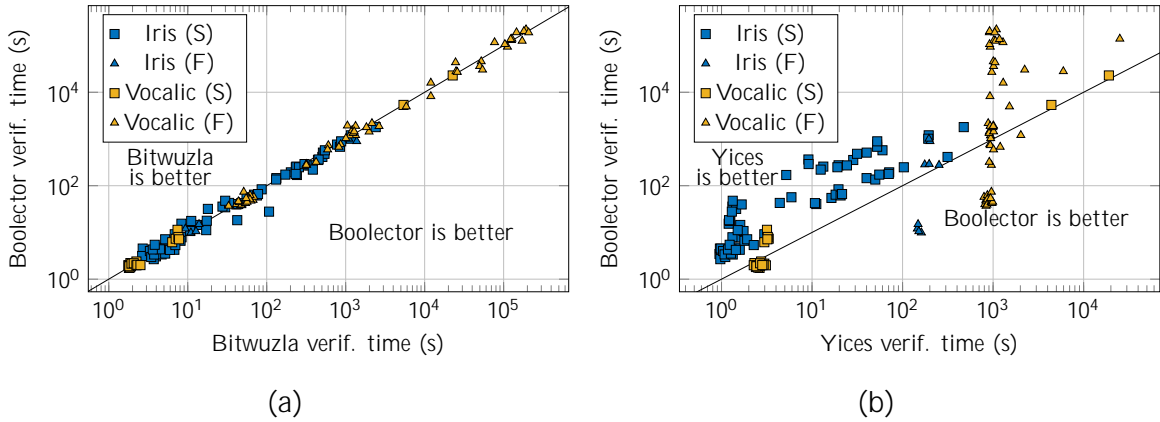 Boolector verif. time (s)
10^4
10^2
10^0
Iris (S)
Iris (F)
Vocalic (S)
Vocalic (F)
Bitwuzla
is better
Boolector is better
10^0 10^1 10^2 10^3 10^4 10^5
Bitwuzla verif. time (s)
(a)
Boolector verif. time (s)
10^4
10^2
10^0
Iris (S)
Iris (F)
Vocalic (S)
Vocalic (F)
Yices
is better
Boolector is better
10^0 10^1 10^2 10^3 10^4
Yices verif. time (s)
(b)